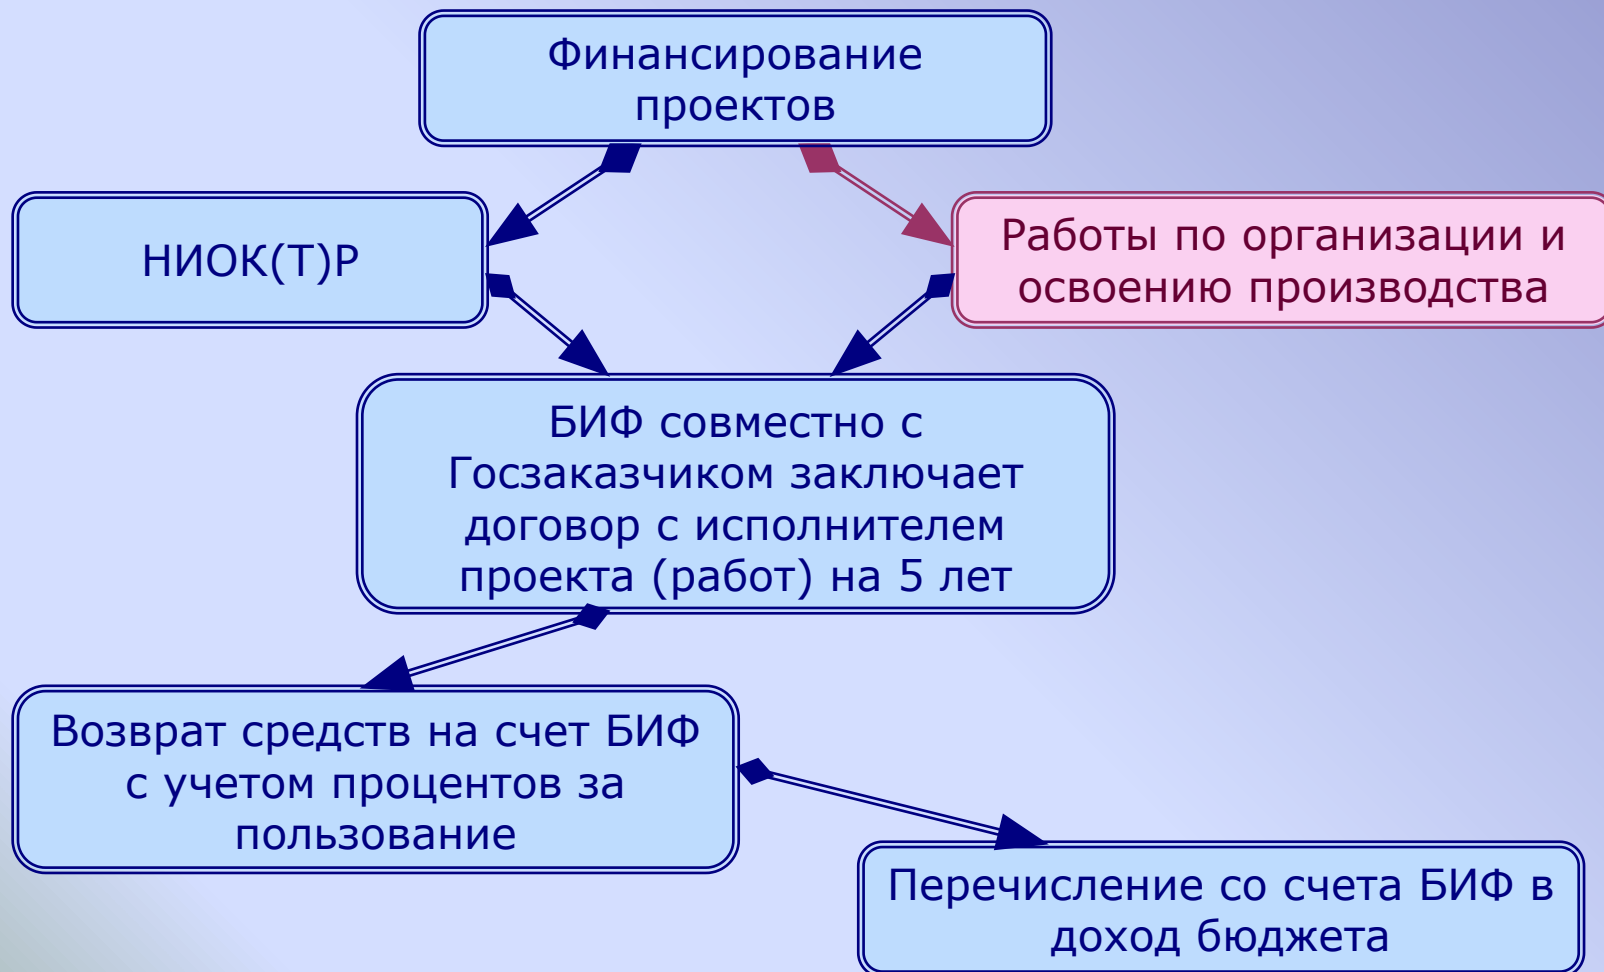 Финансирование
проектов
НИОК(Т)Р
Работы по организации и
освоению производства
БИФ совместно с
Госзаказчиком заключает
договор с исполнителем
проекта (работ) на 5 лет
Возврат средств на счет БИФ
с учетом процентов за
пользование
Перечисление со счета БИФ в
доход бюджета